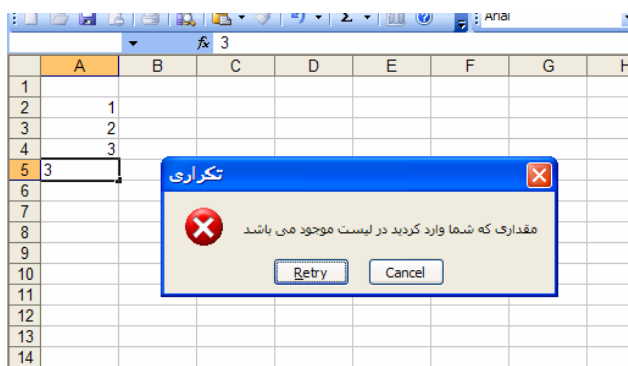 Arial
fx 3
A B C D E F G H
1
2 1
3 2
4 3
5 3
6
7
8
9
10
11
12
13
14
تکراری
مقداری که شما وارد کردید در لیست موجود می باشد
Retry Cancel